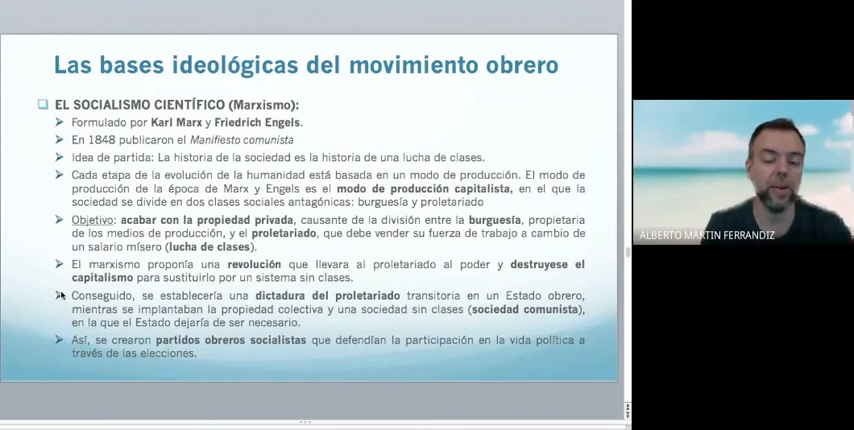 Las bases ideológicas del movimiento obrero
EL SOCIALISMO CIENTÍFICO (Marxismo):
Formulado por Karl Marx y Friedrich Engels.
En 1848 publicaron el Manifiesto comunista
Idea de partida: La historia de la sociedad es la historia de una lucha de clases.
Cada etapa de la evolución de la humanidad está basada en un modo de producción. El modo de
producción de la época de Marx y Engels es el modo de producción capitalista, en el que la
sociedad se divide en dos clases sociales antagónicas: burguesía y proletariado
Objetivo: acabar con la propiedad privada, causante de la división entre la burguesía, propietaria
de los medios de producción, y el proletariado, que debe vender su fuerza de trabajo a cambio de
un salario mísero (lucha de clases).
El marxismo proponía una revolución que llevara al proletariado al poder y destruyese el
capitalismo para sustituirlo por un sistema sin clases.
Conseguido, se establecería una dictadura del proletariado transitoria en un Estado obrero,
mientras se implantaban la propiedad colectiva y una sociedad sin clases (sociedad comunista),
en la que el Estado dejaría de ser necesario.
Así, se crearon partidos obreros socialistas que defendían la participación en la vida política a
través de las elecciones.
ALBERTO MARTIN FERRANDIZ